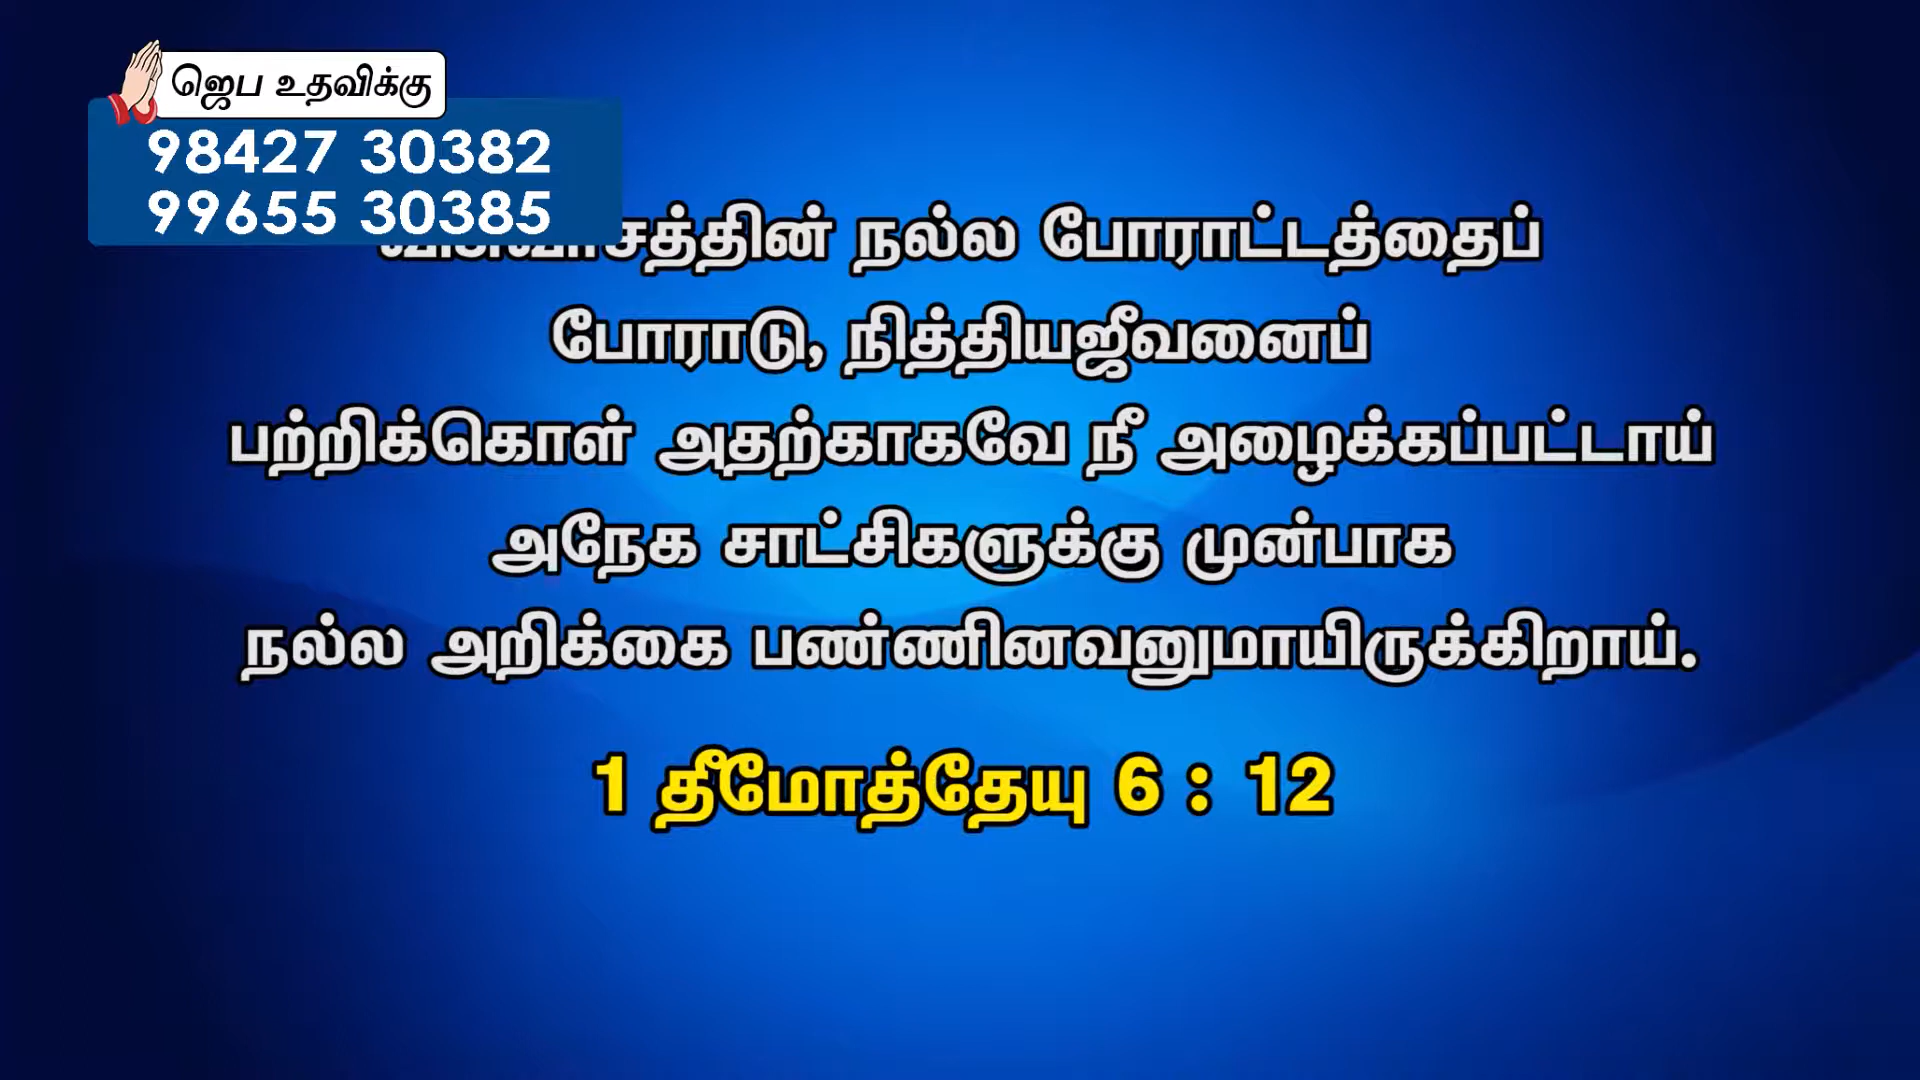 ஜெப உதவிக்கு
98427 30382
99655 30385
நல்ல போராட்டத்தைப்
போராடு, நித்தியஜீவனைப்
பற்றிக்கொள் அதற்காகவே நீ அழைக்கப்பட்டாய்
அநேக சாட்சிகளுக்கு முன்பாக
நல்ல அறிக்கை பண்ணினவனுமாயிருக்கிறாய்.
1 தீமோத்தேயு 6 : 12